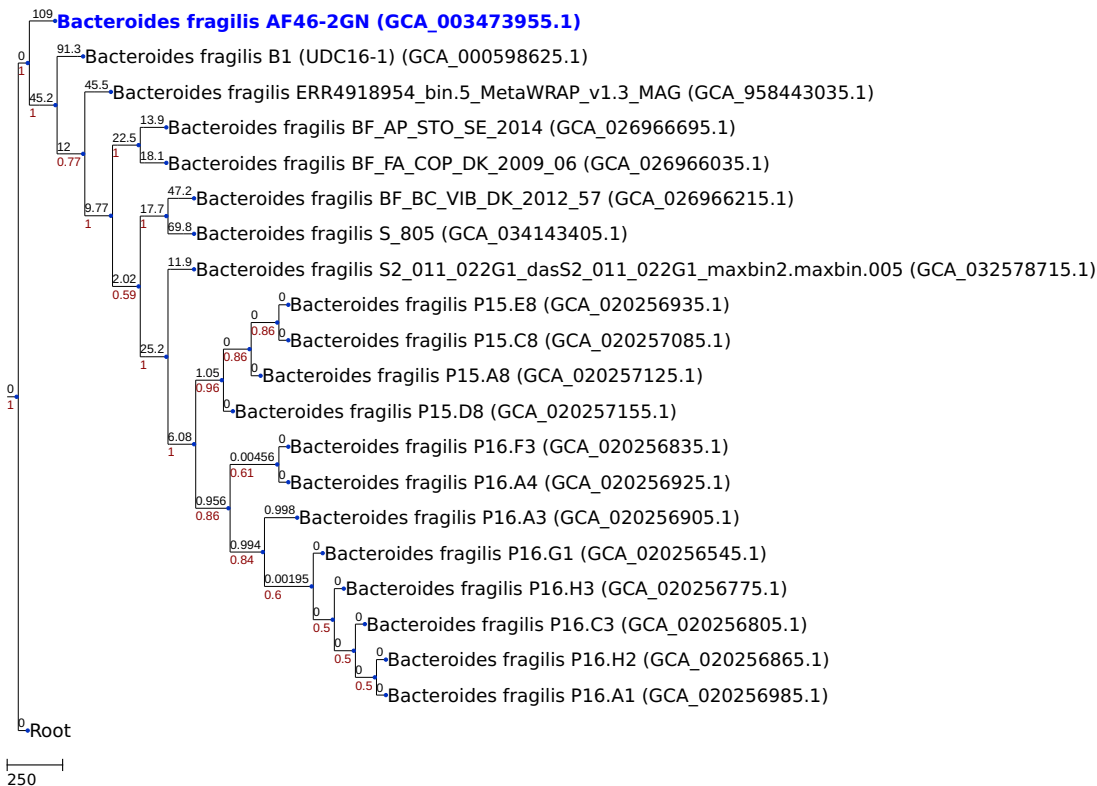 109
Bacteroides fragilis AF46-2GN (GCA_003473955.1)
91.3
Bacteroides fragilis B1 (UDC16-1) (GCA_000598625.1)
0
1
45.5
Bacteroides fragilis ERR4918954_bin.5_MetaWRAP_v1.3_MAG (GCA_958443035.1)
45.2
1
13.9
Bacteroides fragilis BF_AP_STO_SE_2014 (GCA_026966695.1)
22.5
1
12
0.77
18.1
Bacteroides fragilis BF_FA_COP_DK_2009_06 (GCA_026966035.1)
47.2
Bacteroides fragilis BF_BC_VIB_DK_2012_57 (GCA_026966215.1)
9.77
1
17.7
1
69.8
Bacteroides fragilis S_805 (GCA_034143405.1)
11.9
Bacteroides fragilis S2_011_022G1_dasS2_011_022G1_maxbin2.maxbin.005 (GCA_032578715.1)
2.02
0.59
0
Bacteroides fragilis P15.E8 (GCA_020256935.1)
0
0.86
0
Bacteroides fragilis P15.C8 (GCA_020257085.1)
25.2
1
0
0.86
0
Bacteroides fragilis P15.A8 (GCA_020257125.1)
1.05
0.96
0
1
0
Bacteroides fragilis P15.D8 (GCA_020257155.1)
6.08
1
0
Bacteroides fragilis P16.F3 (GCA_020256835.1)
0.00456
0.61
0
Bacteroides fragilis P16.A4 (GCA_020256925.1)
0.956
0.86
0.998
Bacteroides fragilis P16.A3 (GCA_020256905.1)
0.994
0.84
0
Bacteroides fragilis P16.G1 (GCA_020256545.1)
0.00195
0.6
0
Bacteroides fragilis P16.H3 (GCA_020256775.1)
0
0.5
0
Bacteroides fragilis P16.C3 (GCA_020256805.1)
0
0.5
0
Bacteroides fragilis P16.H2 (GCA_020256865.1)
0
0.5
0
Bacteroides fragilis P16.A1 (GCA_020256985.1)
0
Root
250